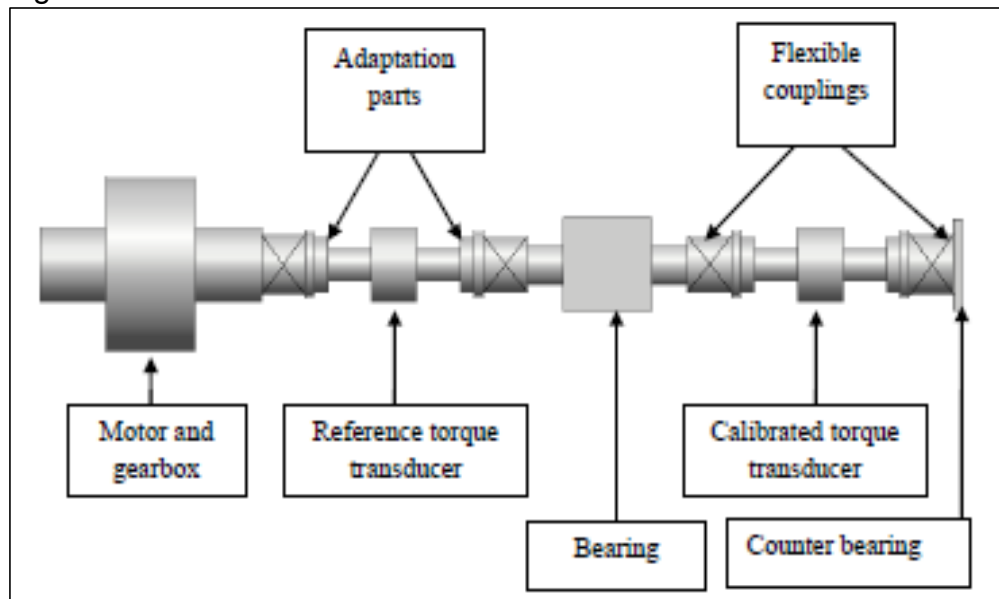 Adaptation
parts
Flexible
couplings
Motor and
gearbox
Reference torque
transducer
Calibrated torque
transducer
Bearing
Counter bearing